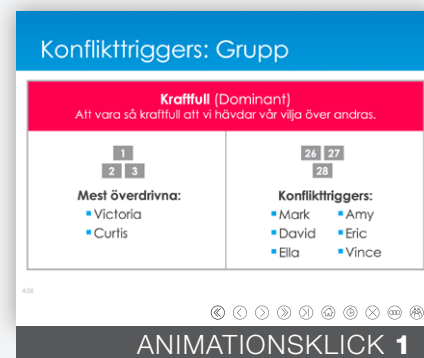 Konflikttriggers: Grupp
Kraftfull (Dominant)
Att vara så kraftfull att vi hävdar vår vilja över andras.
1
2 3
Mest överdrivna:
Victoria
Curtis
26 27
28
Konflikttriggers:
Mark Amy
David Eric
Ella Vince
ANIMATIONSKLICK 1